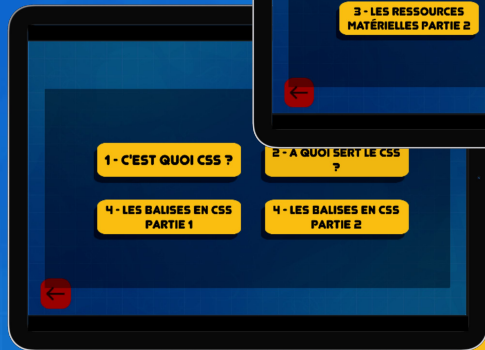 3 - LES RESSOURCES
MATÉRIELLES PARTIE 2
1 - C'EST QUOI CSS ?
2 - A QUOI SERT LE CSS
?
4 - LES BALISES EN CSS
PARTIE 1
4 - LES BALISES EN CSS
PARTIE 2